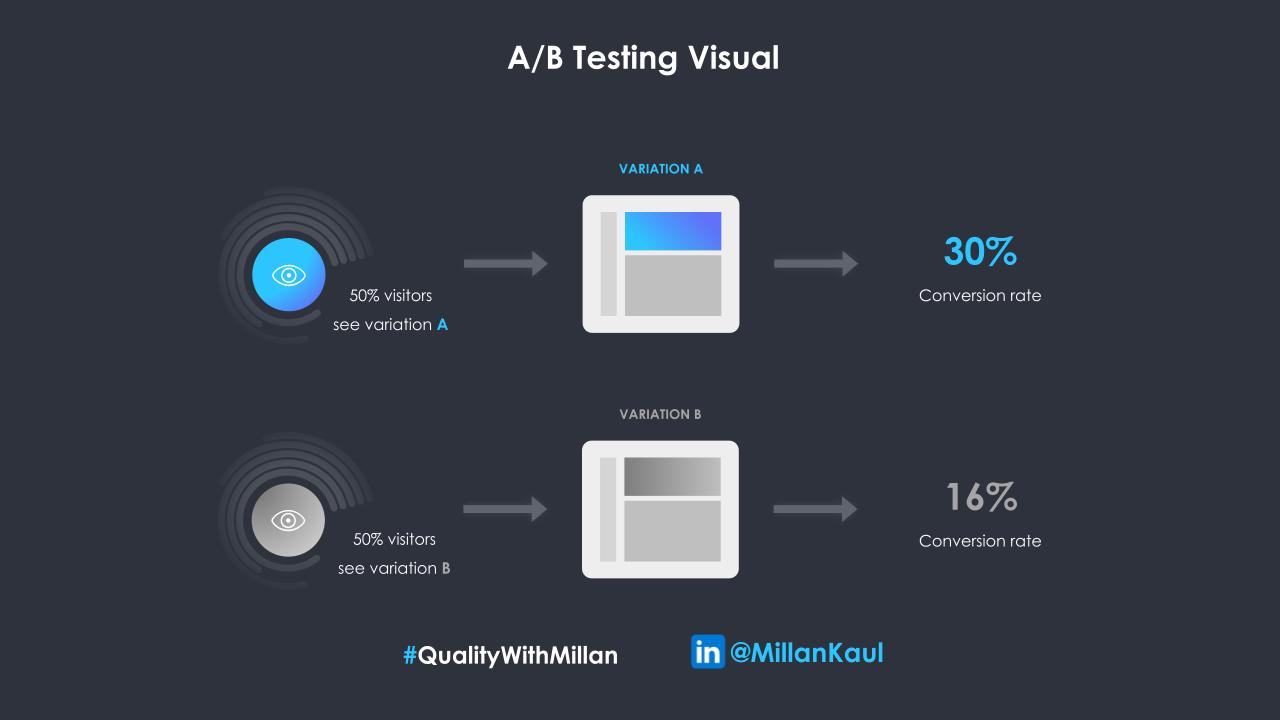 A/B Testing Visual
VARIATION A
50% visitors
see variation A
30%
Conversion rate
VARIATION B
50% visitors
see variation B
16%
Conversion rate
#QualityWithMillan
in @MillanKaul